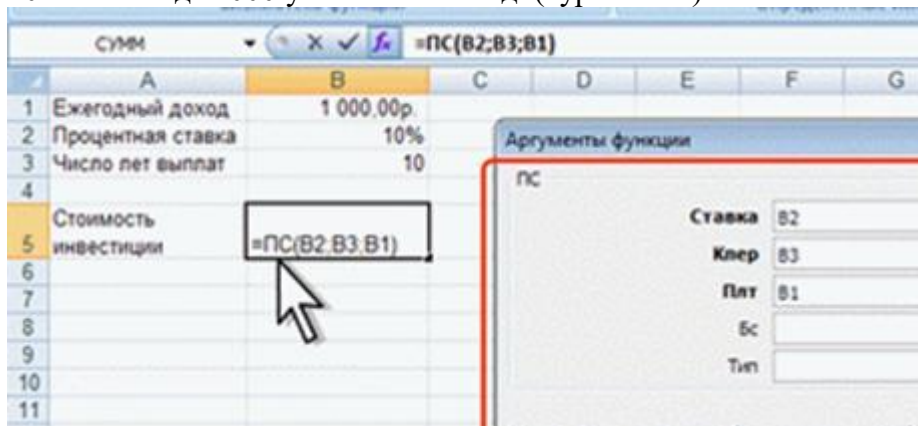 СУММ =ПС(B2;B3;B1)
A B C D E F G
1 Ежегодный доход 1 000,00р.
2 Процентная ставка 10%
3 Число лет выплат 10
4
Стоимость
5 инвестиции =ПС(B2;B3;B1)
6
7
8
9
10
11
Аргументы функции
ПС
Ставка B2
Кпер B3
Плт B1
Бс
Тип